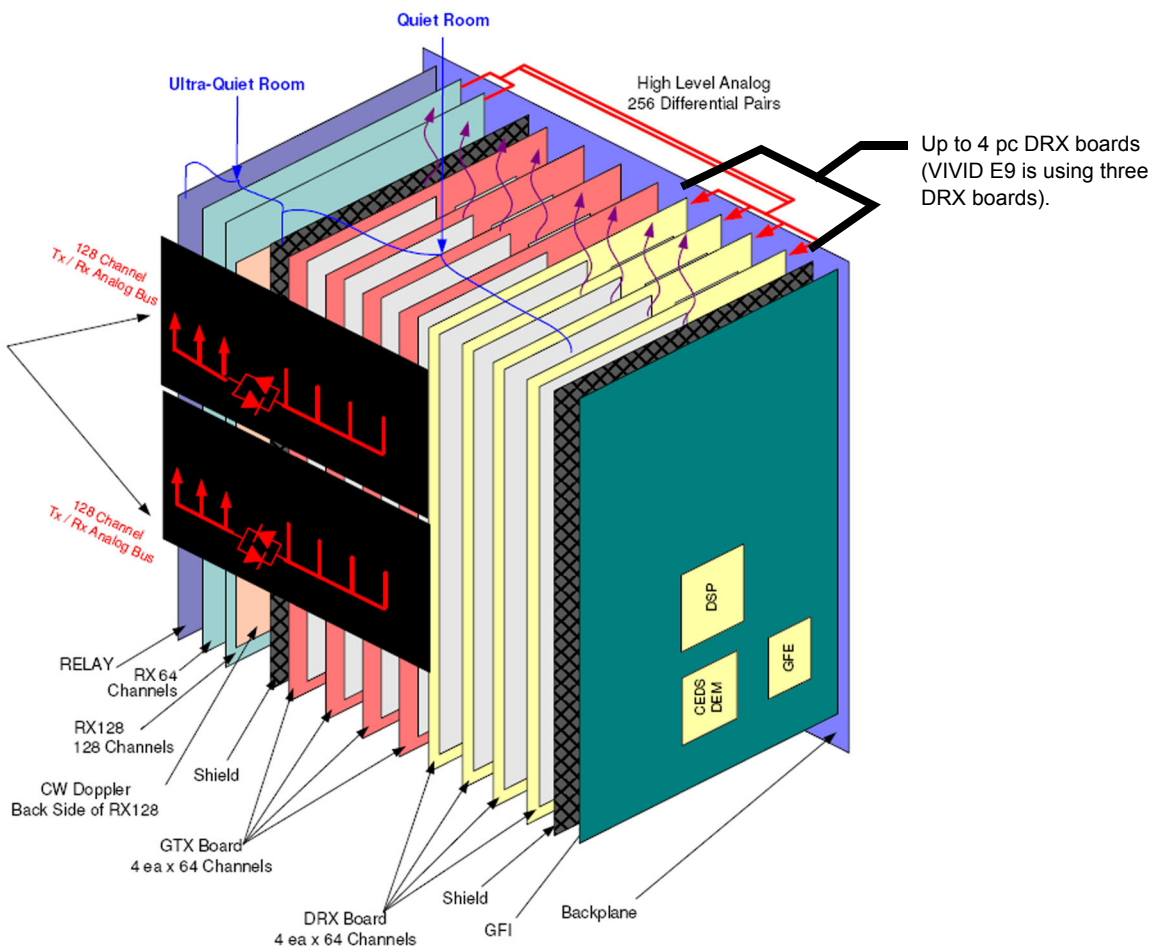 Quiet Room
Ultra-Quiet Room
High Level Analog
256 Differential Pairs
Up to 4 pc DRX boards
(VIVID E9 is using three
DRX boards).
128 Channel
Tx / Rx Analog Bus
128 Channel
Tx / Rx Analog Bus
DSP
GFE
CEDS
DEM
RELAY
RX 64
Channels
RX128
128 Channels
Shield
CW Doppler
Back Side of RX128
GTX Board
4 ea x 64 Channels
Shield
DRX Board
4 ea x 64 Channels
GFI
Backplane